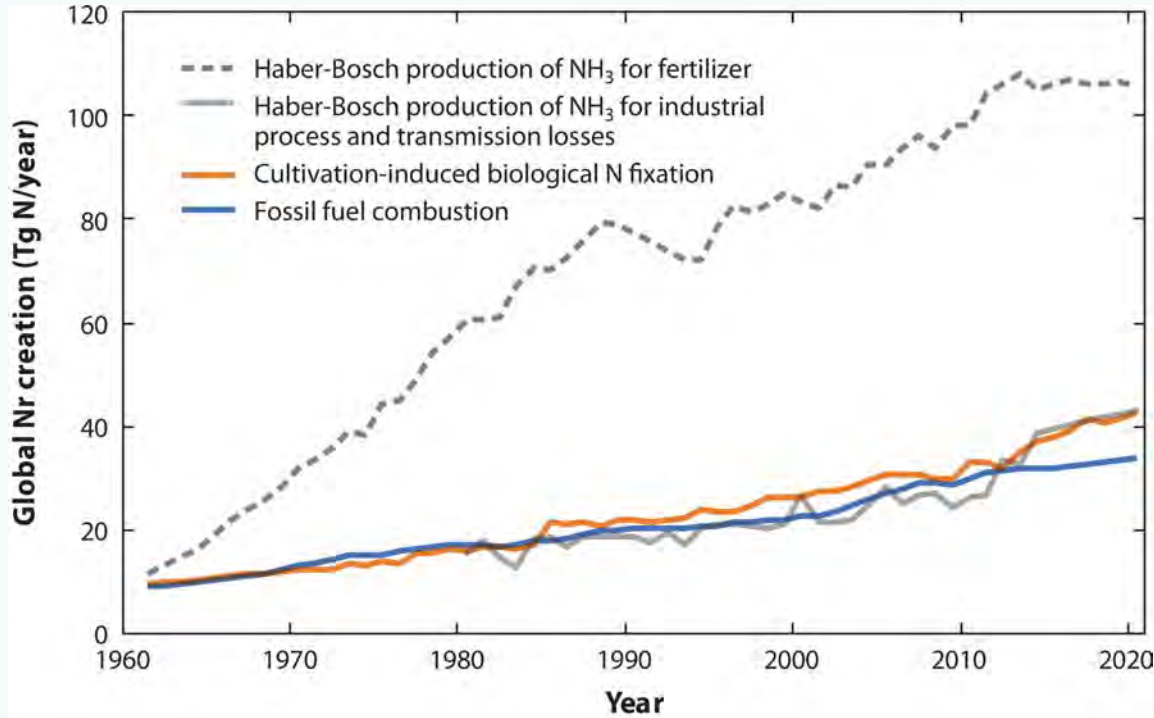 120
100
80
60
40
20
0
Global Nr creation (Tg N/year)
Haber-Bosch production of NH₃ for fertilizer
Haber-Bosch production of NH₃ for industrial
process and transmission losses
Cultivation-induced biological N fixation
Fossil fuel combustion
1960 1970 1980 1990 2000 2010 2020
Year